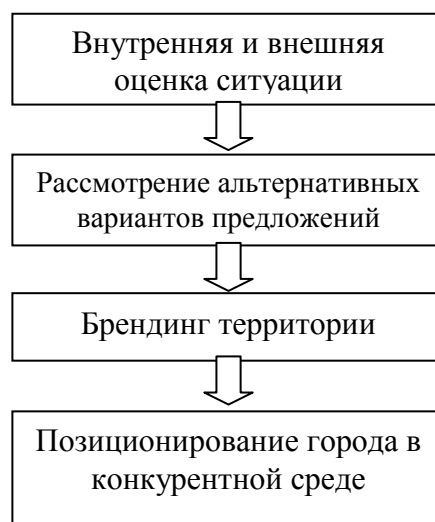 Внутренняя и внешняя
оценка ситуации
Рассмотрение альтернативных
вариантов предложений
Брендинг территории
Позиционирование города в
конкурентной среде